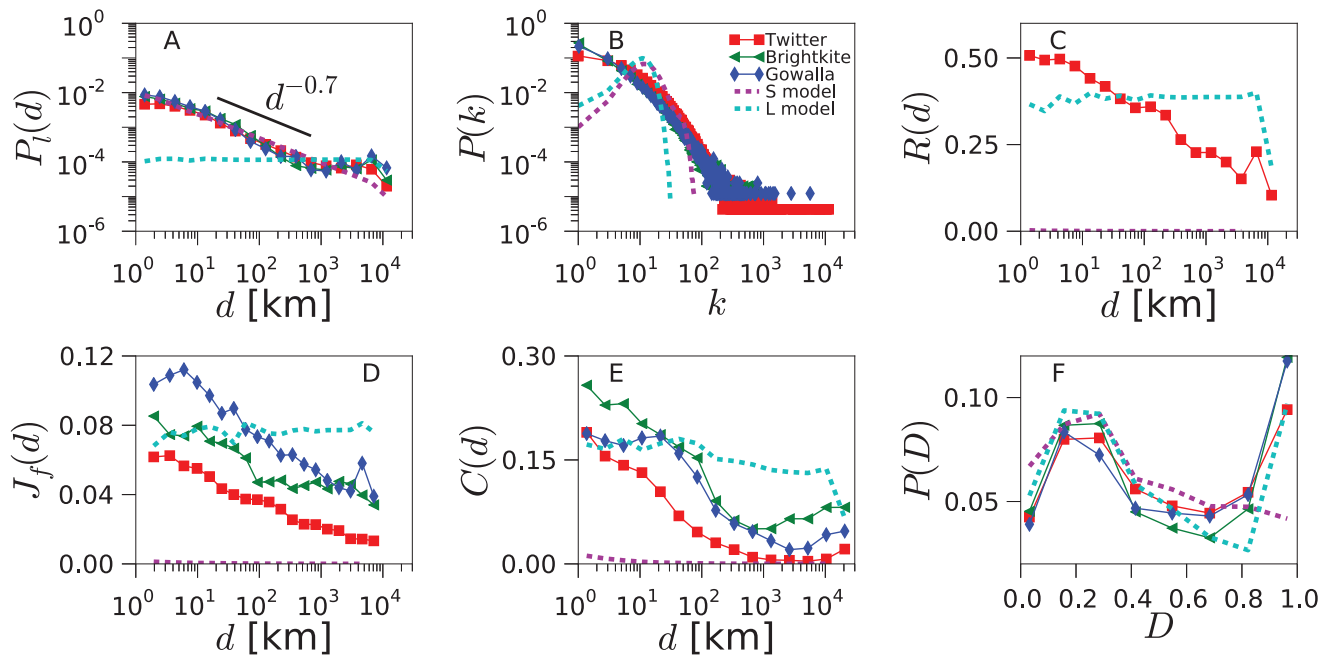 A
d^{-0.7}
P_l(d)
10^0
10^{-2}
10^{-4}
10^{-6}
10^0 10^1 10^2 10^3 10^4
d [km]
B
Twitter
Brightkite
Gowalla
S model
L model
P(k)
10^0
10^{-2}
10^{-4}
10^{-6}
10^0 10^1 10^2 10^3 10^4
k
C
R(d)
0.50
0.25
0.00
10^0 10^1 10^2 10^3 10^4
d [km]
D
J_f(d)
0.12
0.08
0.04
0.00
10^0 10^1 10^2 10^3 10^4
d [km]
E
C(d)
0.30
0.15
0.00
10^0 10^1 10^2 10^3 10^4
d [km]
F
P(D)
0.10
0.05
0.0 0.2 0.4 0.6 0.8 1.0
D